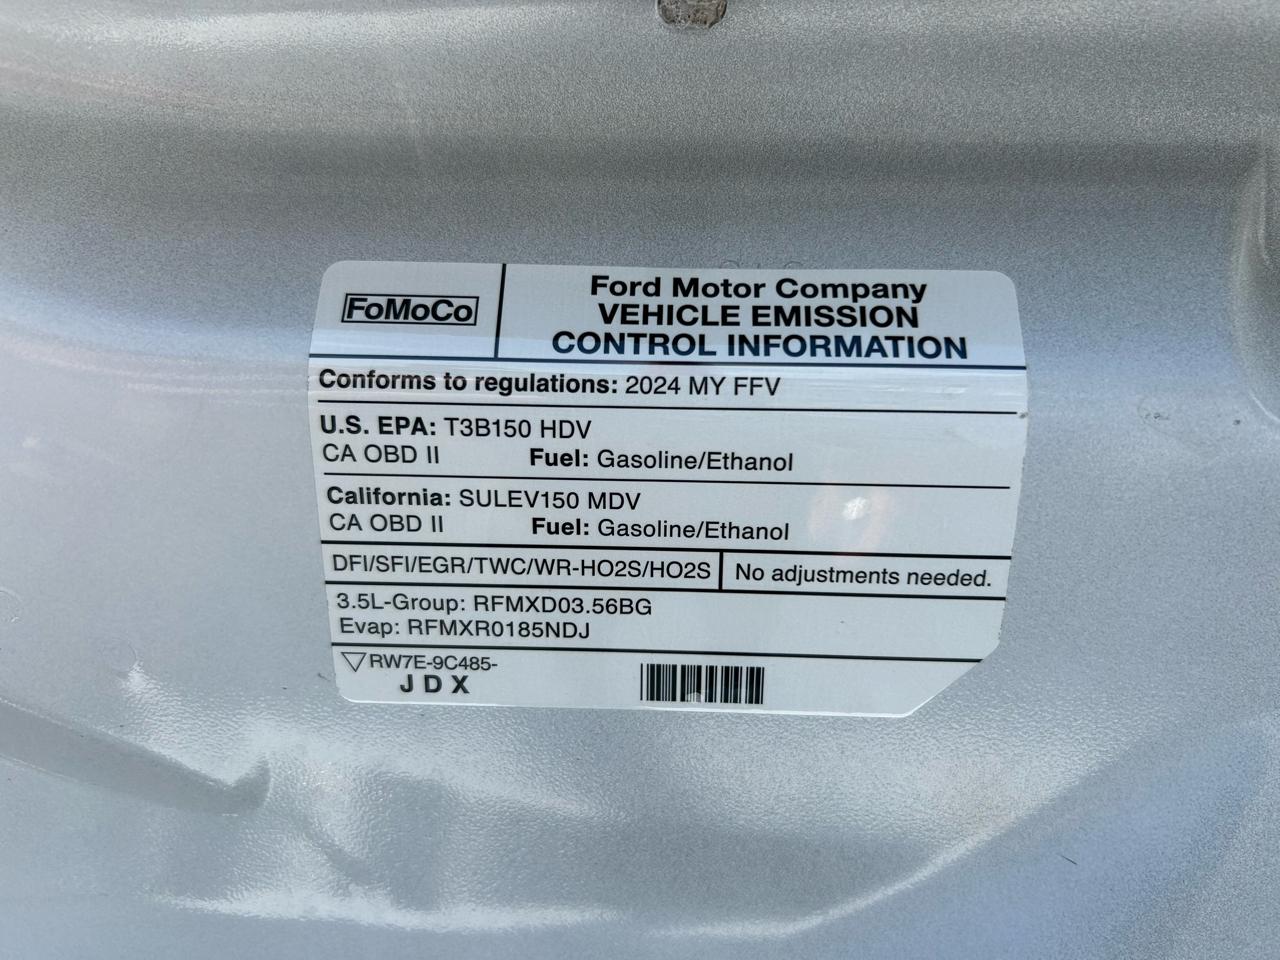 FoMoCo
Ford Motor Company
VEHICLE EMISSION
CONTROL INFORMATION
Conforms to regulations: 2024 MY FFV
U.S. EPA: T3B150 HDV
CA OBD II Fuel: Gasoline/Ethanol
California: SULEV150 MDV
CA OBD II Fuel: Gasoline/Ethanol
DFI/SFI/EGR/TWC/WR-HO2S/HO2S No adjustments needed.
3.5L-Group: RFMXD03.56BG
Evap: RFMXR0185NDJ
RW7E-9C485-
J D X